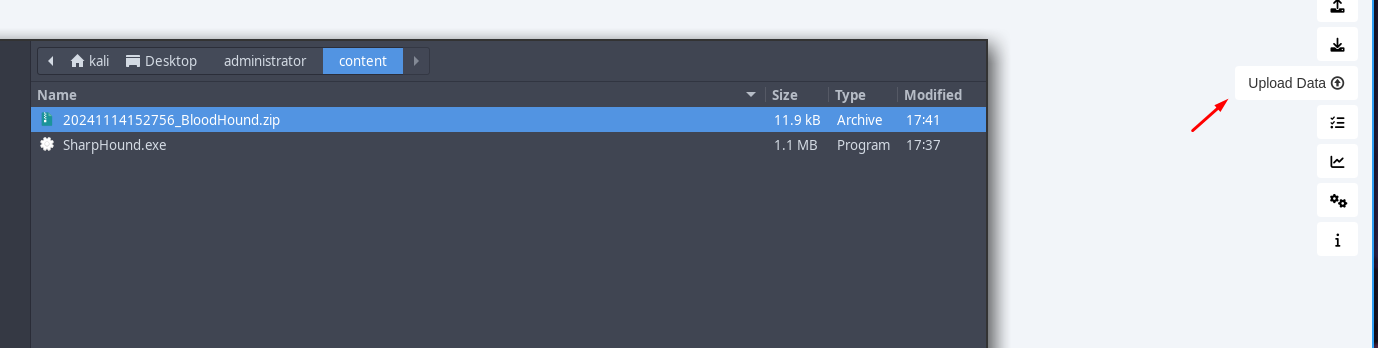 kali Desktop administrator content
Name Size Type Modified
20241114152756_BloodHound.zip 11.9 kB Archive 17:41
SharpHound.exe 1.1 MB Program 17:37
Upload Data